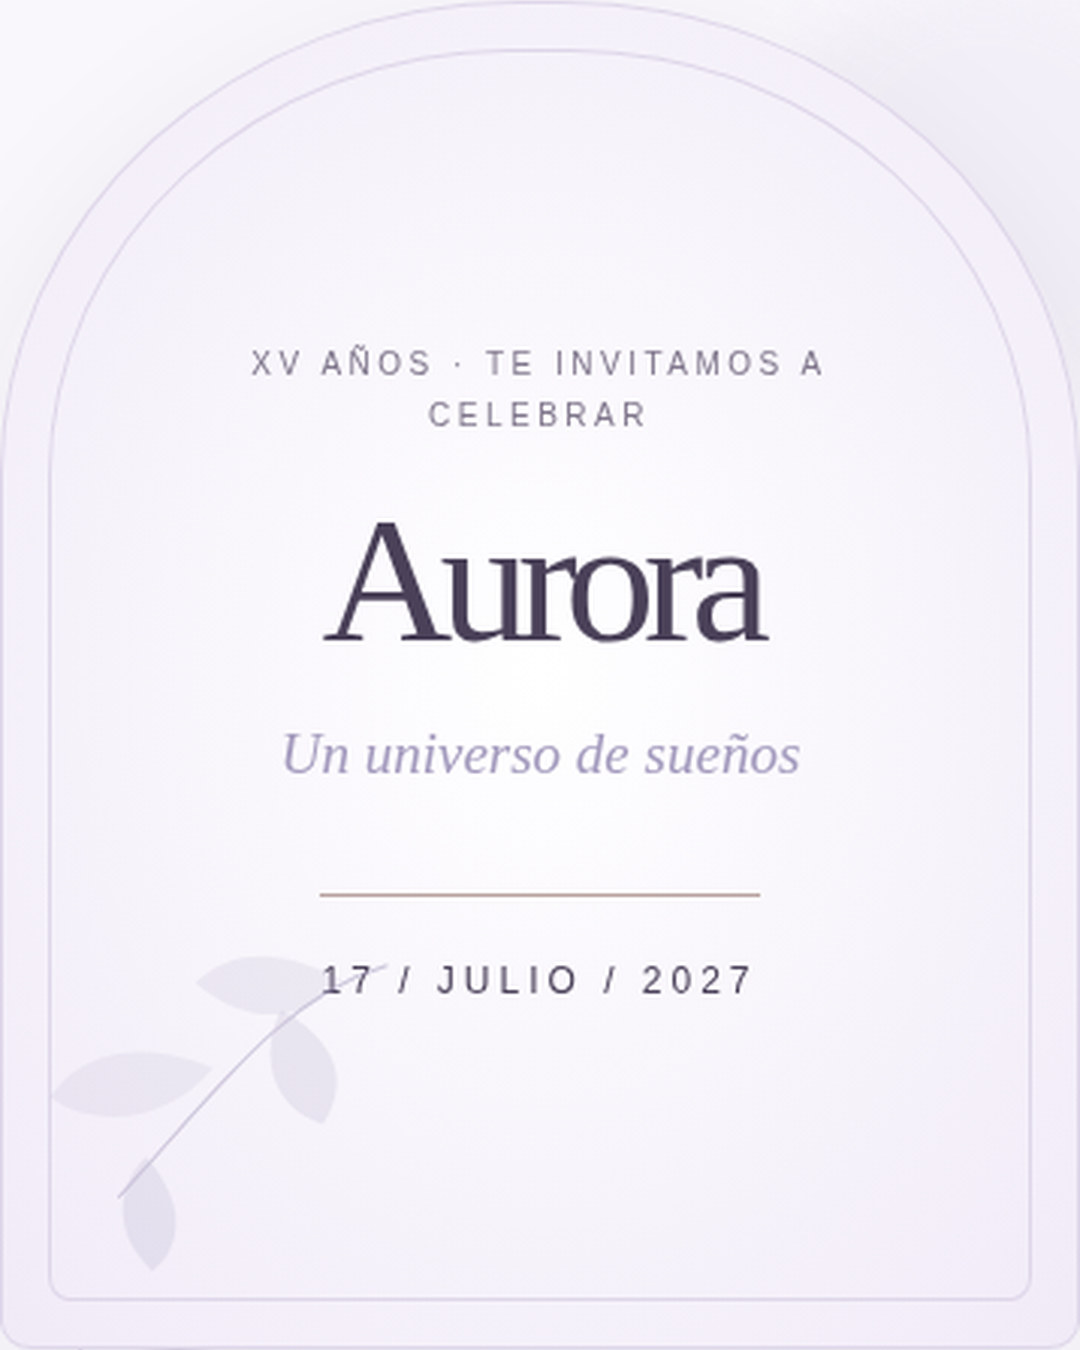 XV AÑOS · TE INVITAMOS A
CELEBRAR
Aurora
Un universo de sueños
17 / JULIO / 2027